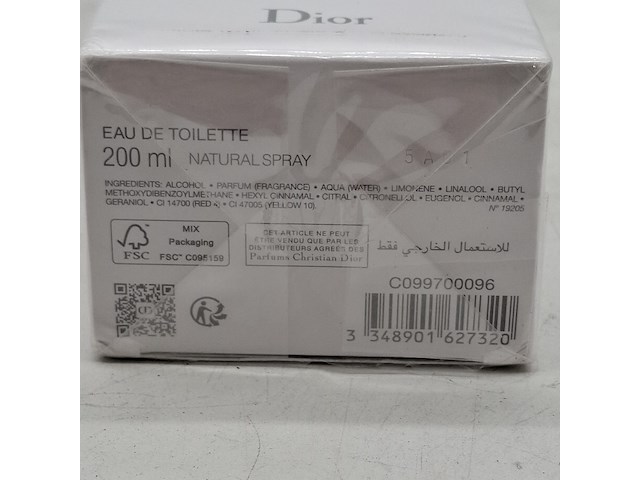 Dior
EAU DE TOILETTE
200 ml NATURAL SPRAY
INGREDIENTS: ALCOHOL • PARFUM (FRAGRANCE) • AQUA (WATER) • LIMONENE • LINALOOL • BUTYL
METHOXYDIBENZOYLMETHANE • HEXYL CINNAMAL • CITRAL • CITRONELLOL • EUGENOL • CINNAMAL •
GERANIOL • CI 14700 (RED 4) • CI 47005 (YELLOW 10)
N° 19205
FSC
MIX
Packaging
FSC™ C095159
CET ARTICLE NE PEUT
ÊTRE VENDU QUE PAR LES
DISTRIBUTEURS AGRÉÉS DES
Parfums Christian Dior
للاستعمال الخارجي فقط
C099700096
3 348901 627320